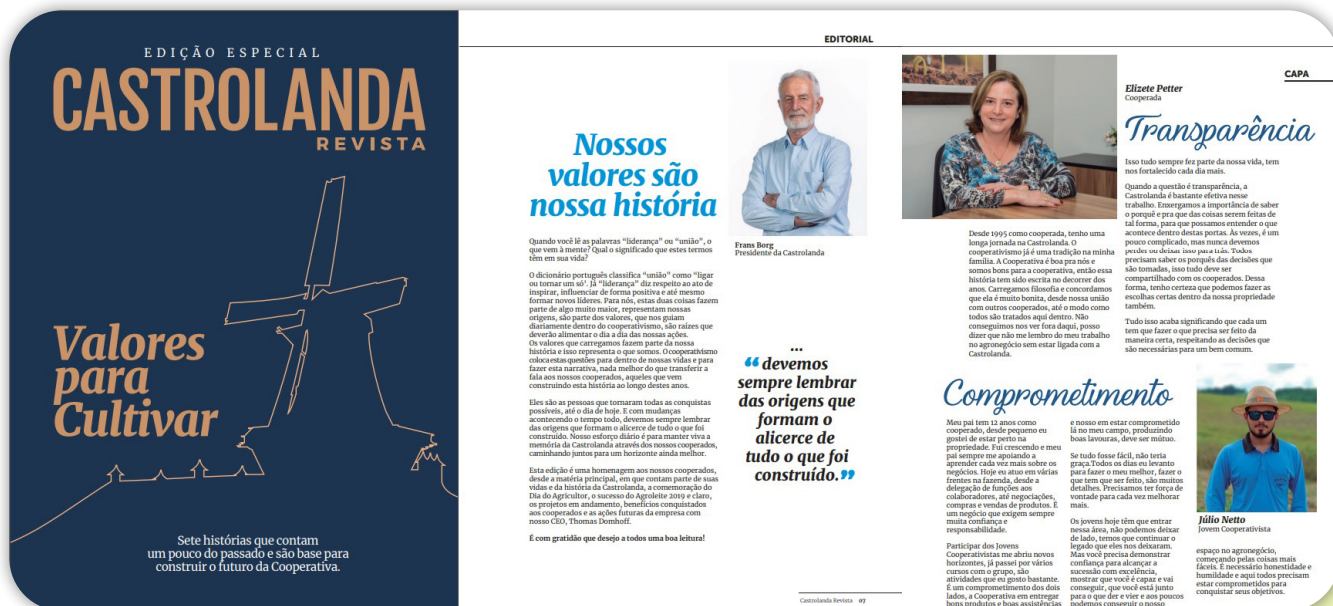 EDIÇÃO ESPECIAL
CASTROLANDA
REVISTA
Valores
para
Cultivar
Sete histórias que contam
um pouco do passado e são base para
construir o futuro da Cooperativa.
EDITORIAL
Nossos
valores são
nossa história
Quando você lê as palavras “liderança” ou “união”, o
que vem à mente? Qual o significado que estes termos
têm em sua vida?
O dicionário português classifica “união” como “ligar
ou tornar um só’. Já “liderança” diz respeito ao ato de
inspirar, influenciar de forma positiva e até mesmo
formar novos líderes. Para nós, estas duas coisas fazem
parte de algo muito maior, representam nossas
origens, são parte dos valores, que nos guiam
diariamente dentro do cooperativismo, são raízes que
deverão alimentar o dia a dia das nossas ações.
Os valores que carregamos fazem parte da nossa
história e isso representa o que somos. O cooperativismo
coloca estas questões para dentro de nossas vidas e para
fazer esta narrativa, nada melhor do que transferir a
fala aos nossos cooperados, aqueles que vem
construindo esta história ao longo destes anos.
Eles são as pessoas que tornaram todas as conquistas
possíveis, até o dia de hoje. E com mudanças
acontecendo o tempo todo, devemos sempre lembrar
das origens que formam o alicerce de tudo o que foi
construído. Nosso esforço diário é para manter viva a
memória da Castrolanda através dos nossos cooperados,
caminhando juntos para um horizonte ainda melhor.
Esta edição é uma homenagem aos nossos cooperados,
desde a matéria principal, em que contam parte de suas
vidas e da história da Castrolanda, a comemoração do
Dia do Agricultor, o sucesso do Agroleite 2019 e claro,
os projetos em andamento, benefícios conquistados
aos cooperados e as ações futuras da empresa com
nosso CEO, Thomas Domhoff.
É com gratidão que desejo a todos uma boa leitura!
Frans Borg
Presidente da Castrolanda
...
“devemos
sempre lembrar
das origens que
formam o
alicerce de
tudo o que foi
construído.”
Castrolanda Revista 07
CAPA
Elizete Petter
Cooperada
Transparência
Desde 1995 como cooperada, tenho uma
longa jornada na Castrolanda. O
cooperativismo já é uma tradição na minha
família. A Cooperativa é boa pra nós e
somos bons para a cooperativa, então essa
história tem sido escrita no decorrer dos
anos. Carregamos filosofia e concordamos
que ela é muito bonita, desde nossa união
com outros cooperados, até o modo como
todos são tratados aqui dentro. Não
conseguimos nos ver fora daqui, posso
dizer que não me lembro do meu trabalho
no agronegócio sem estar ligada com a
Castrolanda.
Isso tudo sempre fez parte da nossa vida, tem
nos fortalecido cada dia mais.
Quando a questão é transparência, a
Castrolanda é bastante efetiva nesse
trabalho. Enxergamos a importância de saber
o porquê e pra que das coisas serem feitas de
tal forma, para que possamos entender o que
acontece dentro destas portas. Às vezes, é um
pouco complicado, mas nunca devemos
perder ou deixar isso para trás. Todos
precisam saber os porquês das decisões que
são tomadas, isso tudo deve ser
compartilhado com os cooperados. Dessa
forma, tenho certeza que podemos fazer as
escolhas certas dentro da nossa propriedade
também.
Tudo isso acaba significando que cada um
tem que fazer o que precisa ser feito da
maneira certa, respeitando as decisões que
são necessárias para um bem comum.
Comprometimento
Meu pai tem 12 anos como
cooperado, desde pequeno eu
gostei de estar perto na
propriedade. Fui crescendo e meu
pai sempre me apoiando a
aprender cada vez mais sobre os
negócios. Hoje eu atuo em várias
frentes na fazenda, desde a
delegação de funções aos
colaboradores, até negociações,
compras e vendas de produtos. É
um negócio que exigem sempre
muita confiança e
responsabilidade.
Participar dos Jovens
Cooperativistas me abriu novos
horizontes, já passei por vários
cursos com o grupo, são
atividades que eu gosto bastante.
É um comprometimento dos dois
lados, a Cooperativa em entregar
bons produtos e boas assistências
e nosso em estar comprometido
lá no meu campo, produzindo
boas lavouras, deve ser mútuo.
Se tudo fosse fácil, não teria
graça.Todos os dias eu levanto
para fazer o meu melhor, fazer o
que tem que ser feito, são muitos
detalhes. Precisamos ter força de
vontade para cada vez melhorar
mais.
Os jovens hoje têm que entrar
nessa área, não podemos deixar
de lado, temos que continuar o
legado que eles nos deixaram.
Mas você precisa demonstrar
confiança para alcançar a
sucessão com excelência,
mostrar que você é capaz e vai
conseguir, que você está junto
para o que der e vier e aos poucos
podemos conseguir o nosso
Júlio Netto
Jovem Cooperativista
espaço no agronegócio,
começando pelas coisas mais
fáceis. É necessário honestidade e
humildade e aqui todos precisam
estar comprometidos para
conquistar seus objetivos.